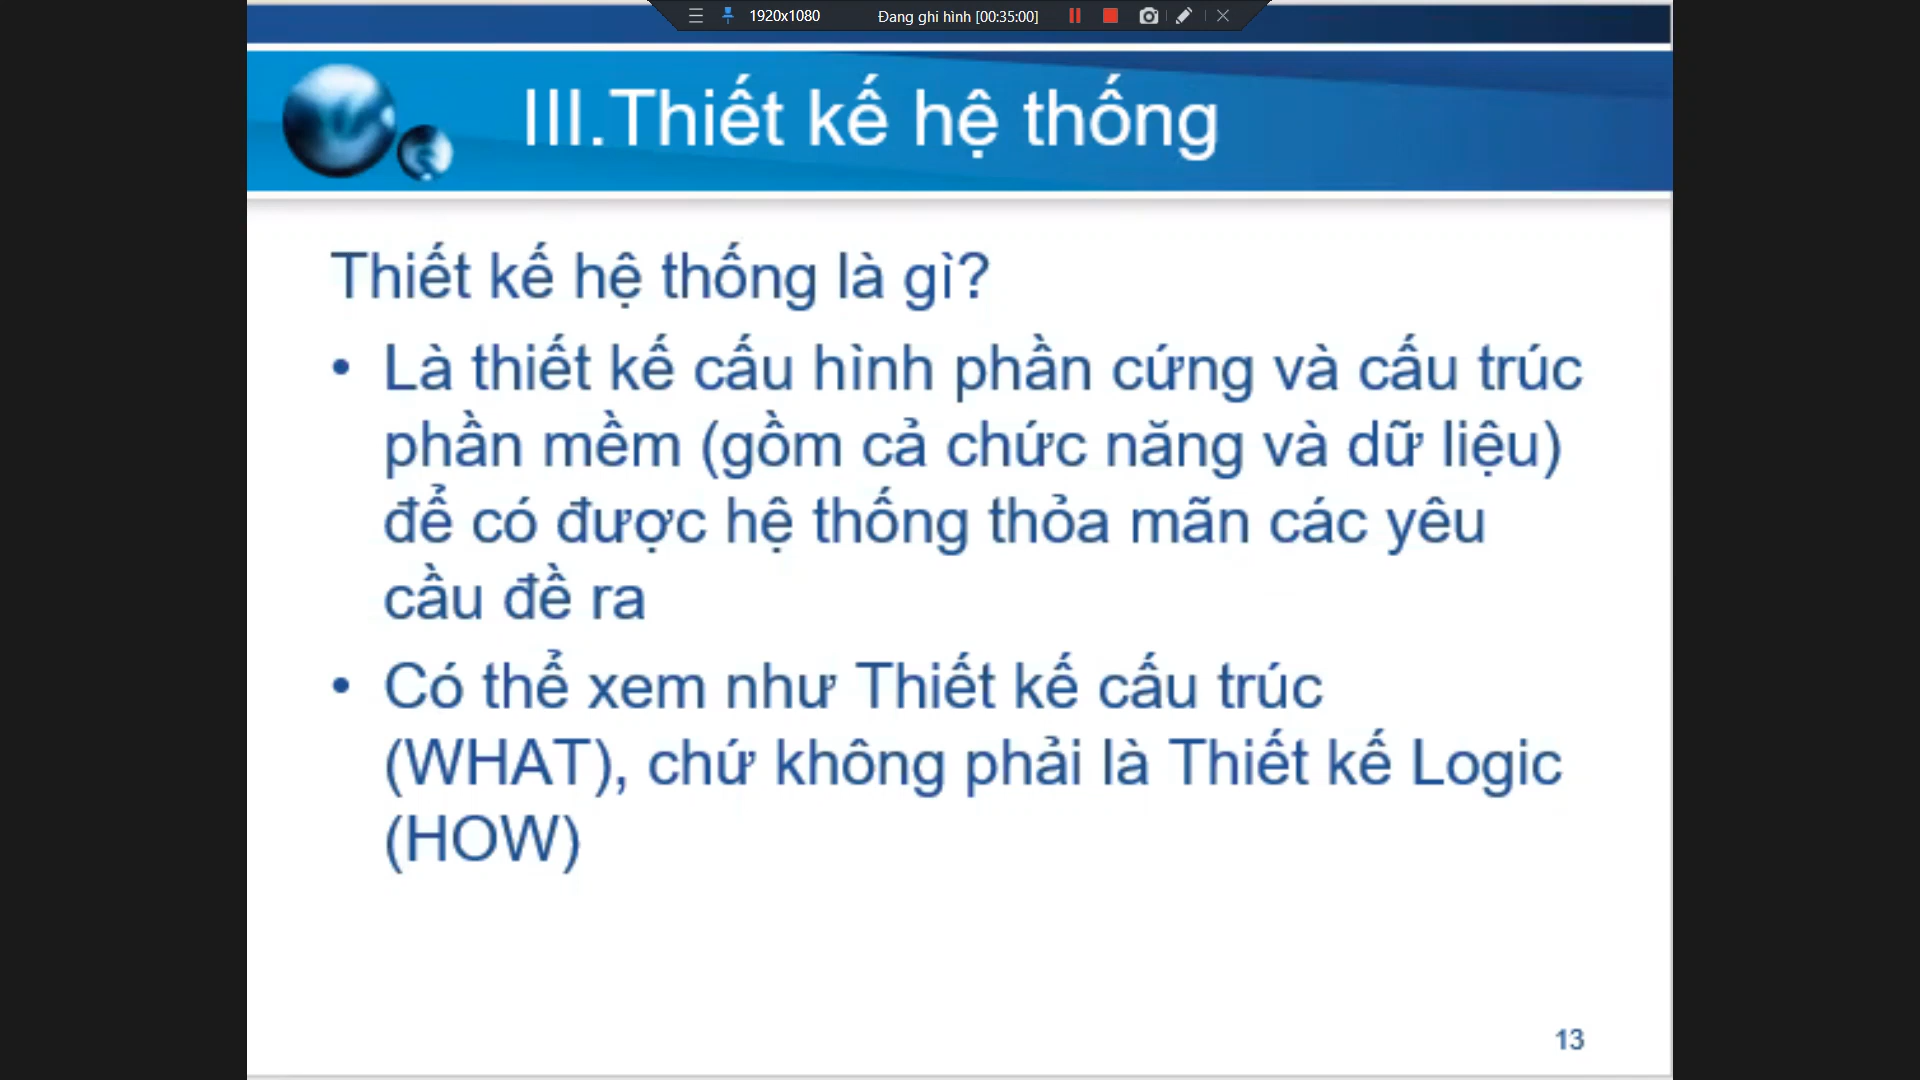 1920x1080 Đang ghi hình [00:35:00]
III.Thiết kế hệ thống
Thiết kế hệ thống là gì?
• Là thiết kế cấu hình phần cứng và cấu trúc
phần mềm (gồm cả chức năng và dữ liệu)
để có được hệ thống thỏa mãn các yêu
cầu đề ra
• Có thể xem như Thiết kế cấu trúc
(WHAT), chứ không phải là Thiết kế Logic
(HOW)
13